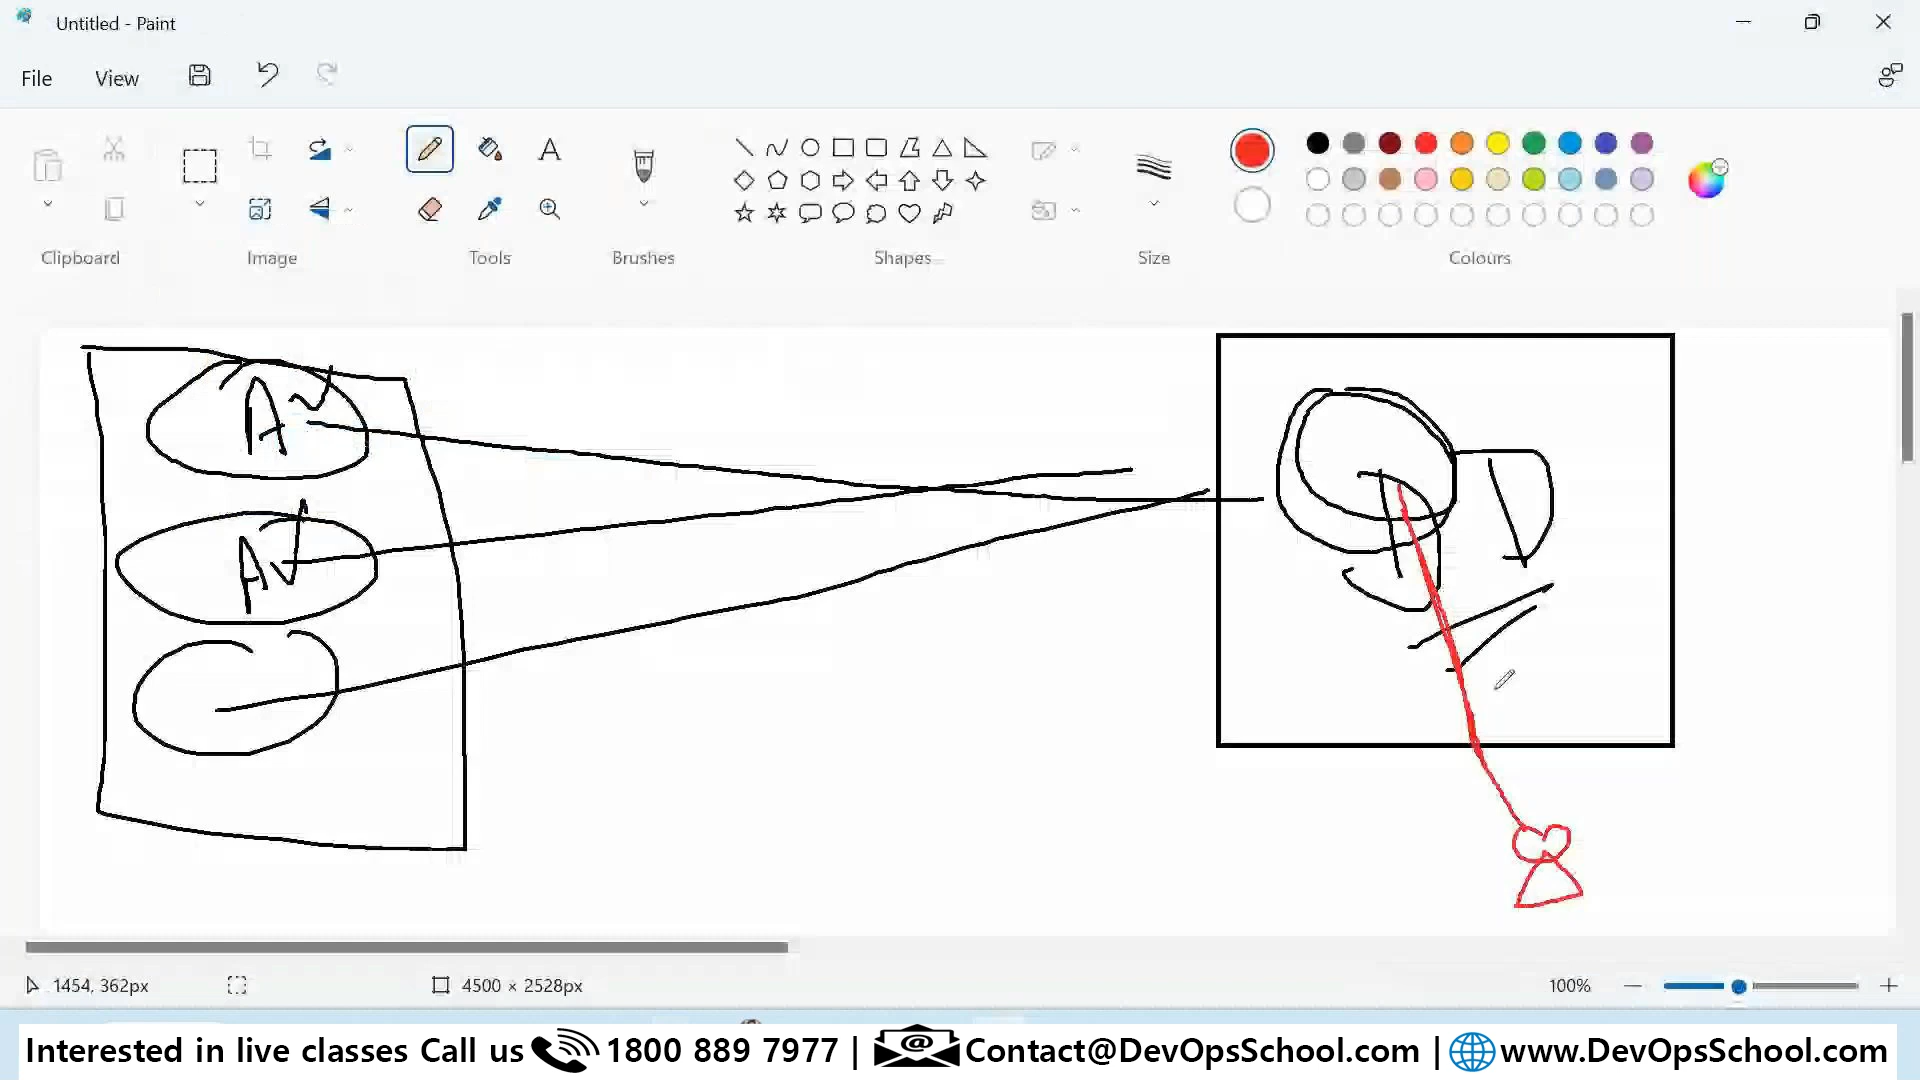 Untitled - Paint
File View
Clipboard Image Tools Brushes Shapes Size Colours
A
A
1454, 362px 4500 × 2528px 100%
Interested in live classes Call us 1800 889 7977 | Contact@DevOpsSchool.com | www.DevOpsSchool.com